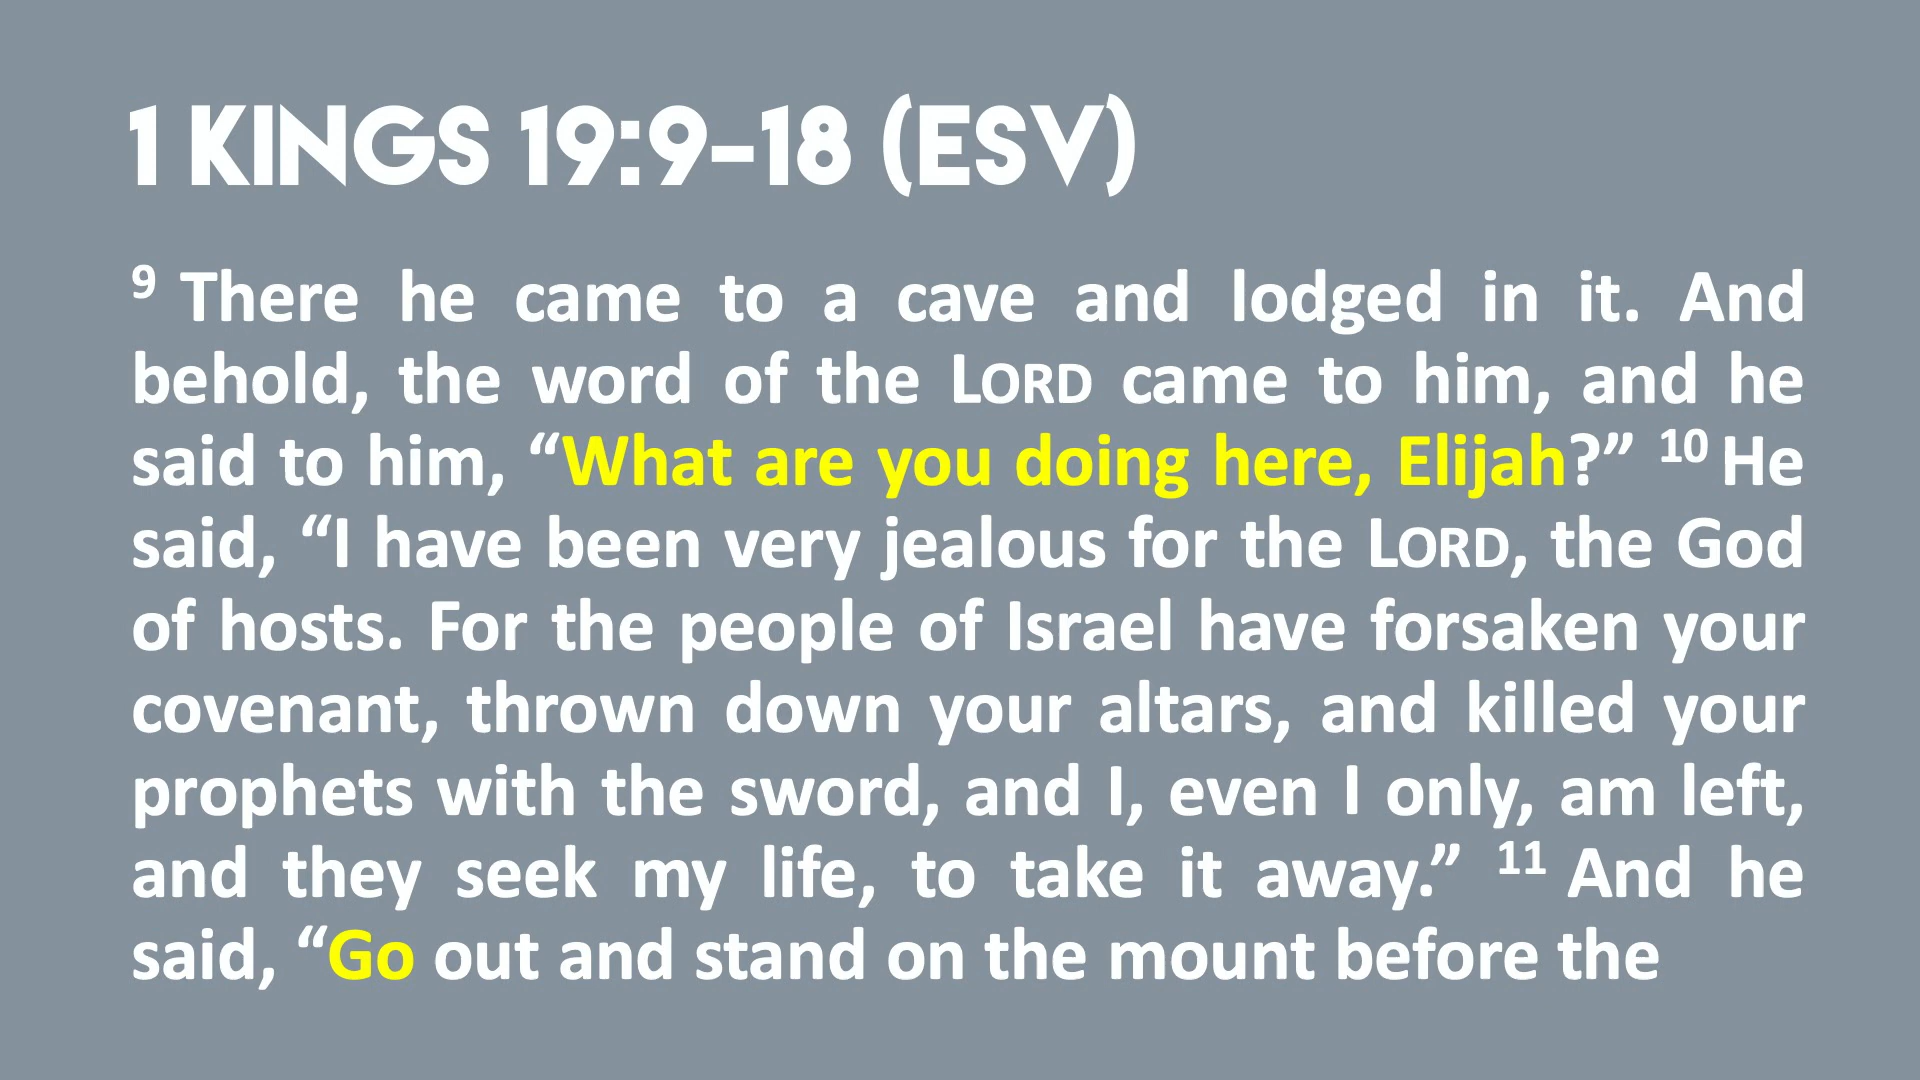 1 KINGS 19:9–18 (ESV)
9 There he came to a cave and lodged in it. And
behold, the word of the LORD came to him, and he
said to him, “What are you doing here, Elijah?” 10 He
said, “I have been very jealous for the LORD, the God
of hosts. For the people of Israel have forsaken your
covenant, thrown down your altars, and killed your
prophets with the sword, and I, even I only, am left,
and they seek my life, to take it away.” 11 And he
said, “Go out and stand on the mount before the